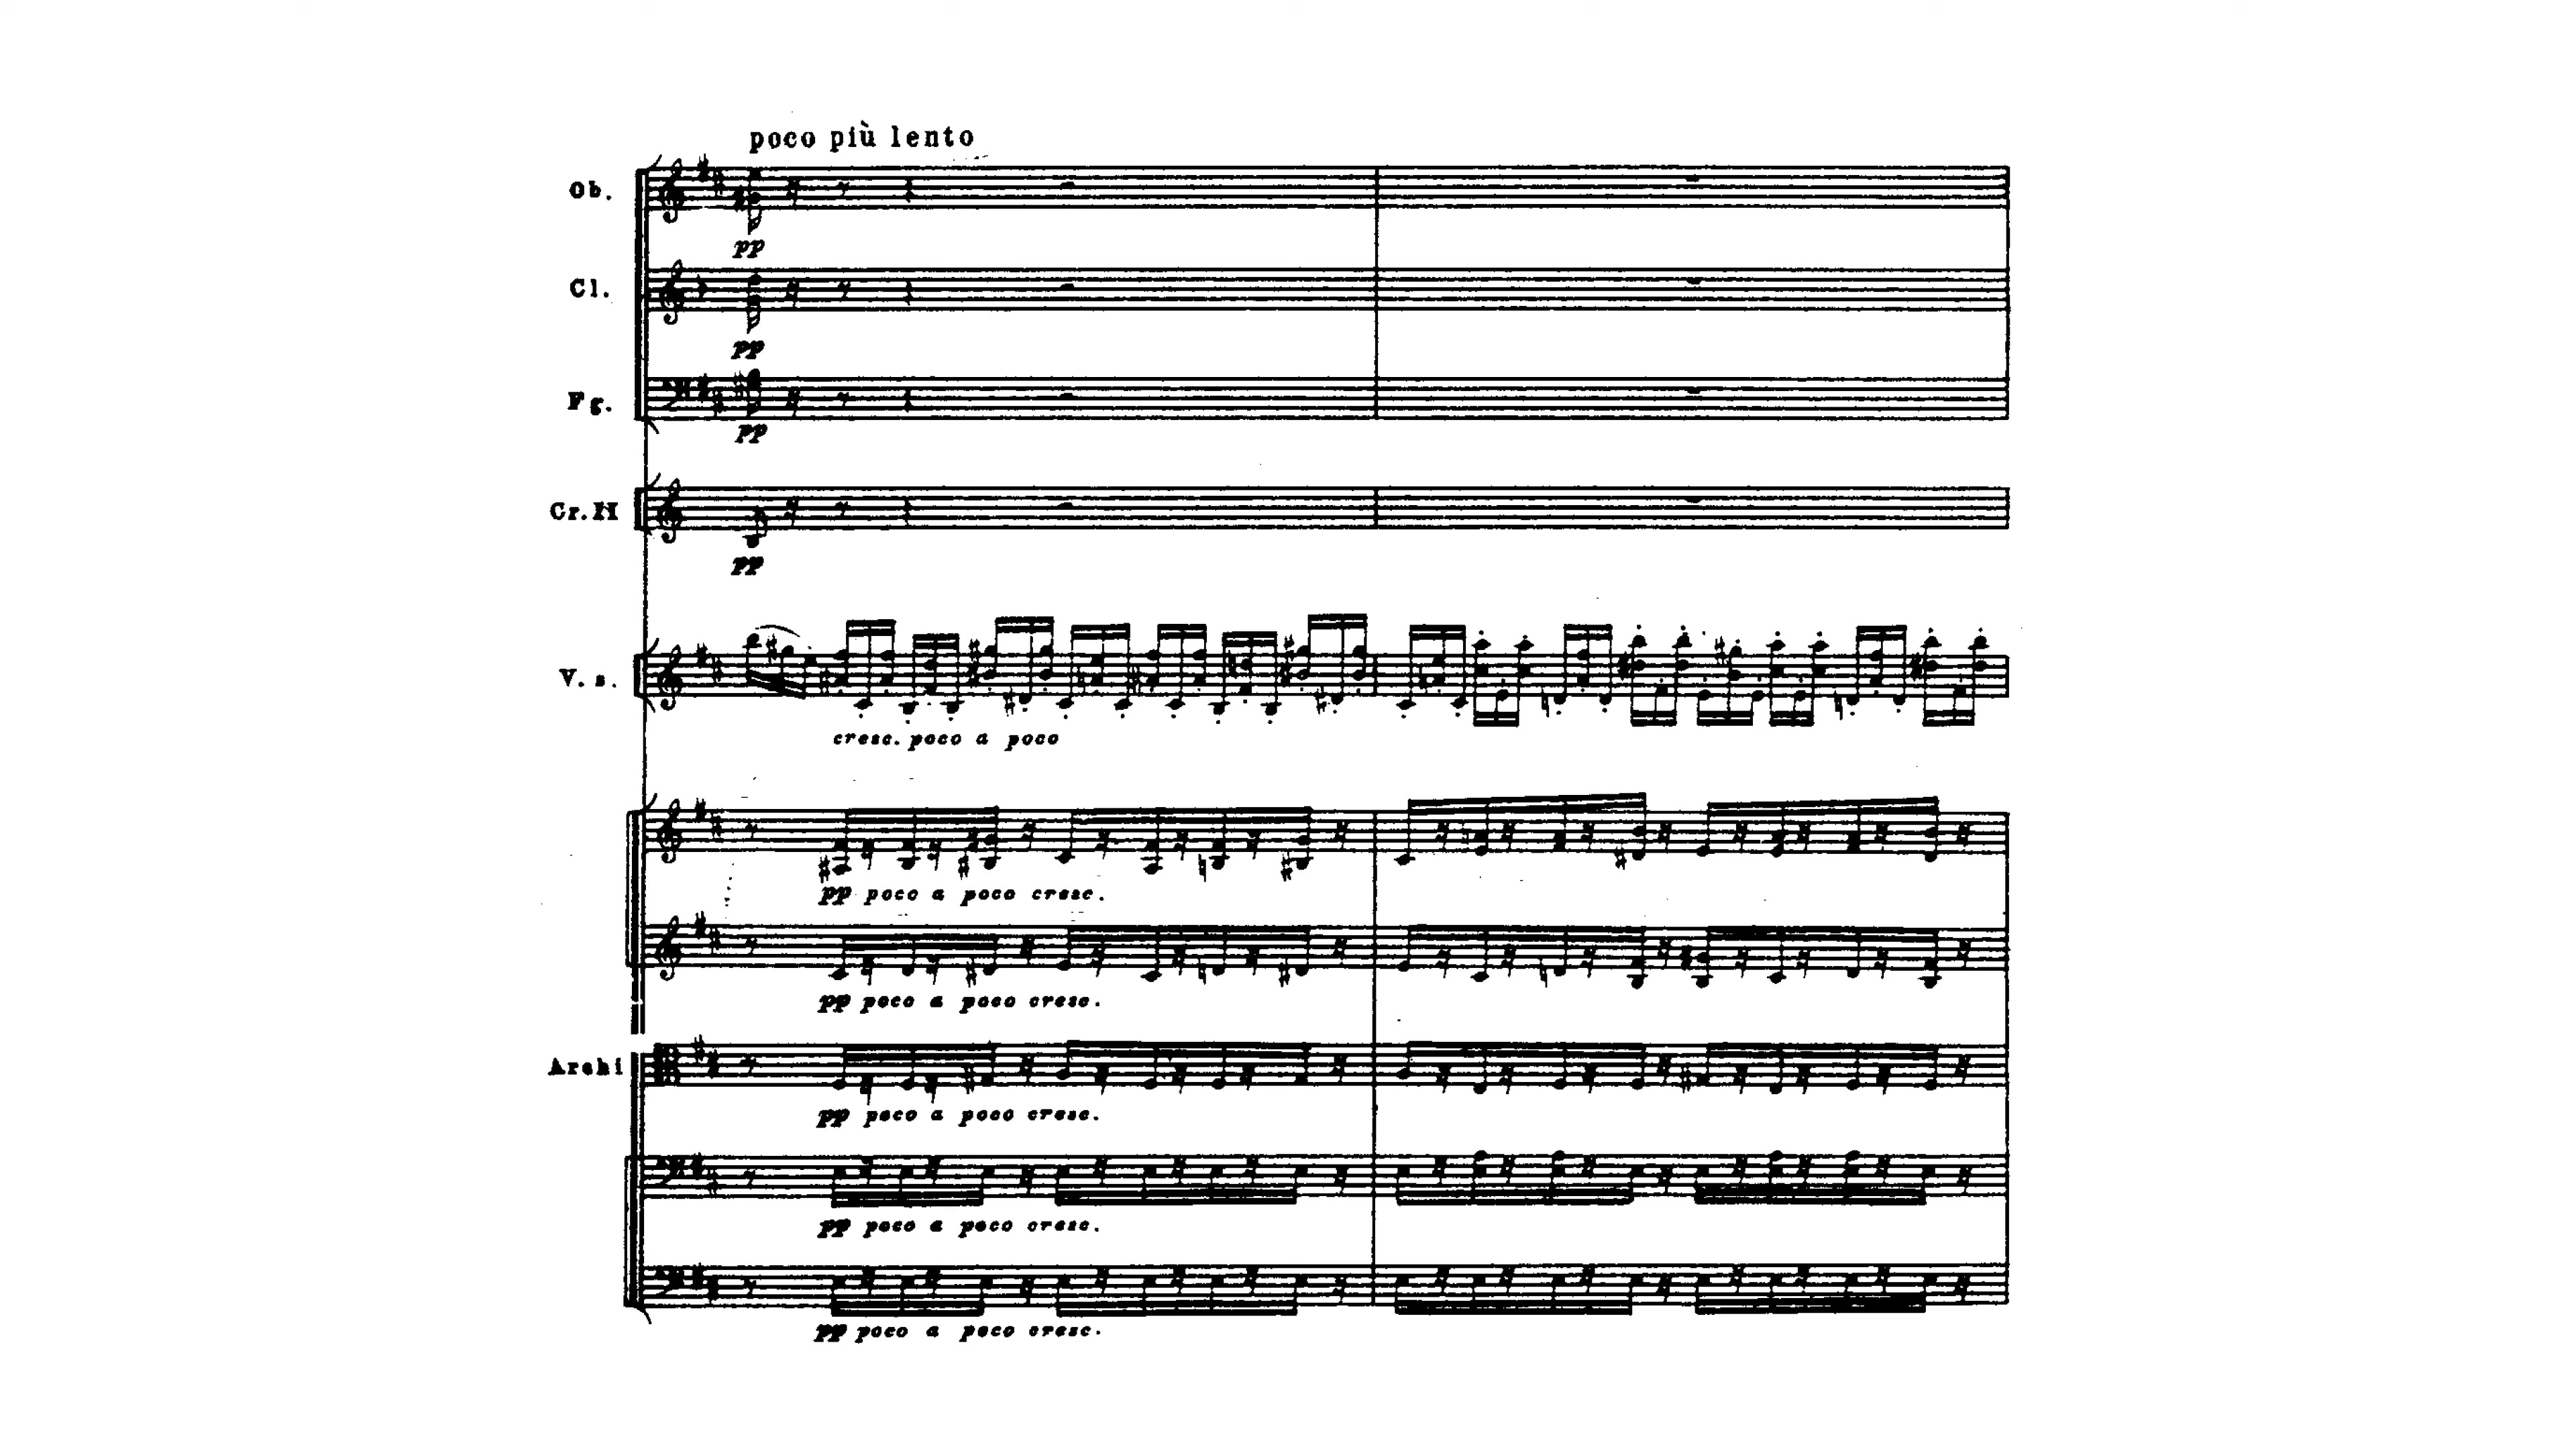 poco più lento
Ob.
pp
Cl.
pp
Fg.
pp
Cr. II
pp
V. s.
cresc. poco a poco
pp poco a poco cresc.
pp poco a poco cresc.
Archi
pp poco a poco cresc.
pp poco a poco cresc.
pp poco a poco cresc.